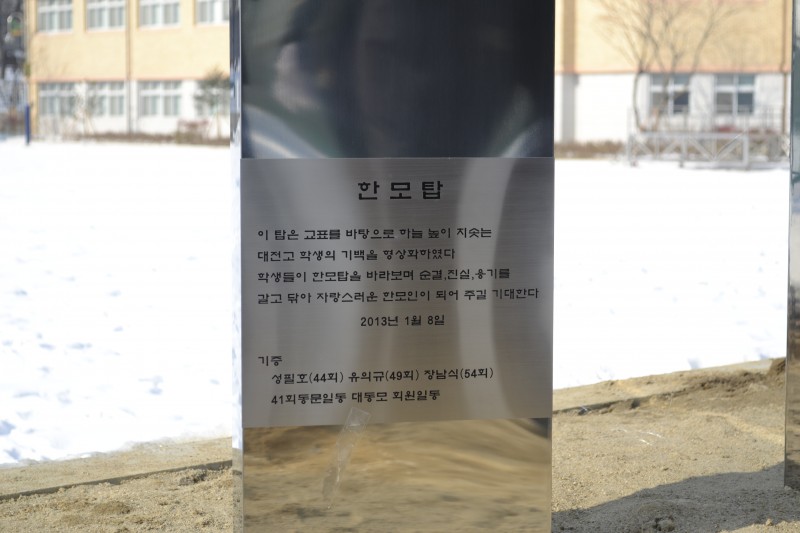 한모탑
이 탑은 교표를 바탕으로 하늘 높이 치솟는
대전고 학생의 기백을 형상화하였다
학생들이 한모탑을 바라보며 순결,진실,용기를
갈고 닦아 자랑스러운 한모인이 되어 주길 기대한다
2013년 1월 8일
기증
성필호(44회) 유의규(49회) 장남식(54회)
41회동문일동 대동모 회원일동